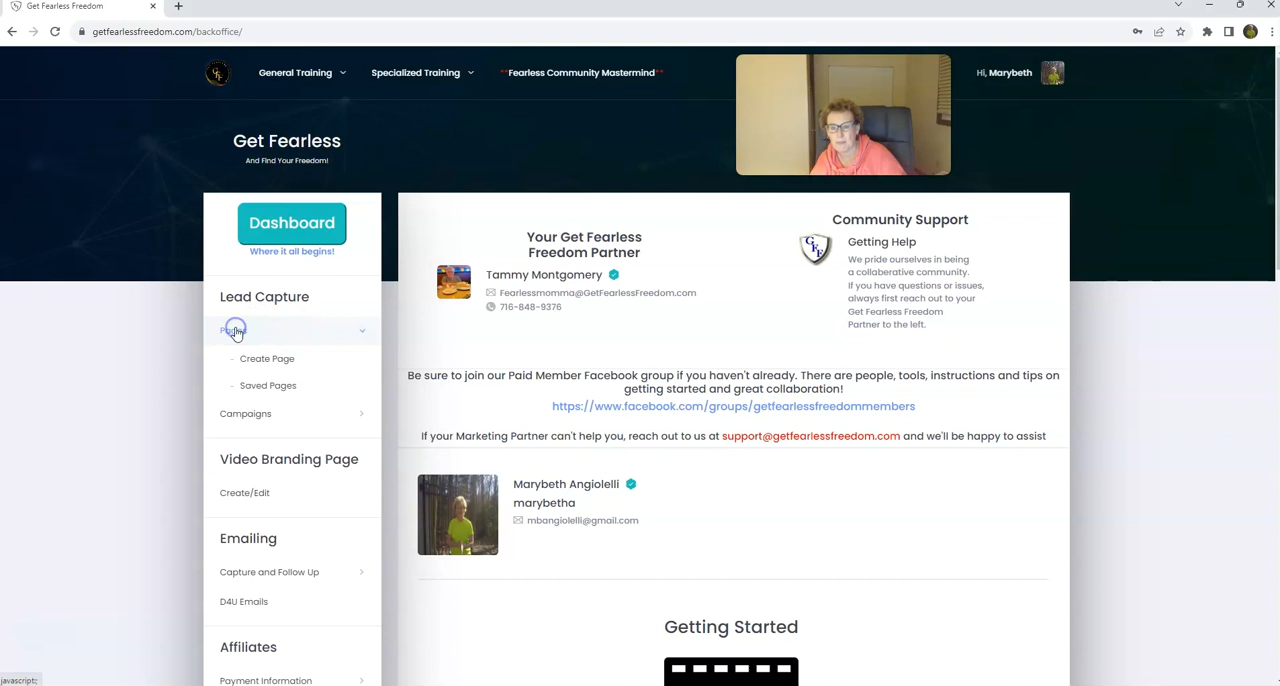 Get Fearless Freedom
getfearlessfreedom.com/backoffice/
General Training
Specialized Training
**Fearless Community Mastermind**
Hi, Marybeth
Get Fearless
And Find Your Freedom!
Dashboard
Where it all begins!
Lead Capture
Pages
- Create Page
- Saved Pages
Campaigns
Video Branding Page
Create/Edit
Emailing
Capture and Follow Up
D4U Emails
Affiliates
Payment Information
Your Get Fearless
Freedom Partner
Tammy Montgomery
Fearlessmomma@GetFearlessFreedom.com
716-848-9376
Community Support
GFF
Getting Help
We pride ourselves in being
a collaborative community.
If you have questions or issues,
always first reach out to your
Get Fearless Freedom
Partner to the left.
Be sure to join our Paid Member Facebook group if you haven't already. There are people, tools, instructions and tips on
getting started and great collaboration!
https://www.facebook.com/groups/getfearlessfreedommembers
If your Marketing Partner can't help you, reach out to us at support@getfearlessfreedom.com and we'll be happy to assist
Marybeth Angiolelli
marybetha
mbangiolelli@gmail.com
Getting Started
javascript:;